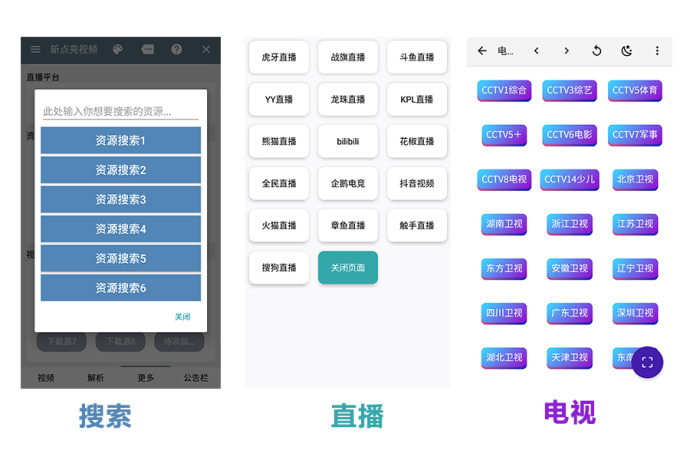 新点亮视频
直播平台
此处输入你想要搜索的资源...
资源搜索1
资源搜索2
资源搜索3
资源搜索4
资源搜索5
资源搜索6
关闭
下载源7 下载源8 待添加...
视频 解析 更多 公告栏
搜索
虎牙直播 战旗直播 斗鱼直播
YY直播 龙珠直播 KPL直播
熊猫直播 bilibili 花椒直播
全民直播 企鹅电竞 抖音视频
火猫直播 章鱼直播 触手直播
搜狗直播 关闭页面
直播
电...
CCTV1综合 CCTV3综艺 CCTV5体育
CCTV5＋ CCTV6电影 CCTV7军事
CCTV8电视 CCTV14少儿 北京卫视
湖南卫视 浙江卫视 江苏卫视
东方卫视 安徽卫视 辽宁卫视
四川卫视 广东卫视 深圳卫视
湖北卫视 天津卫视 东南
电视